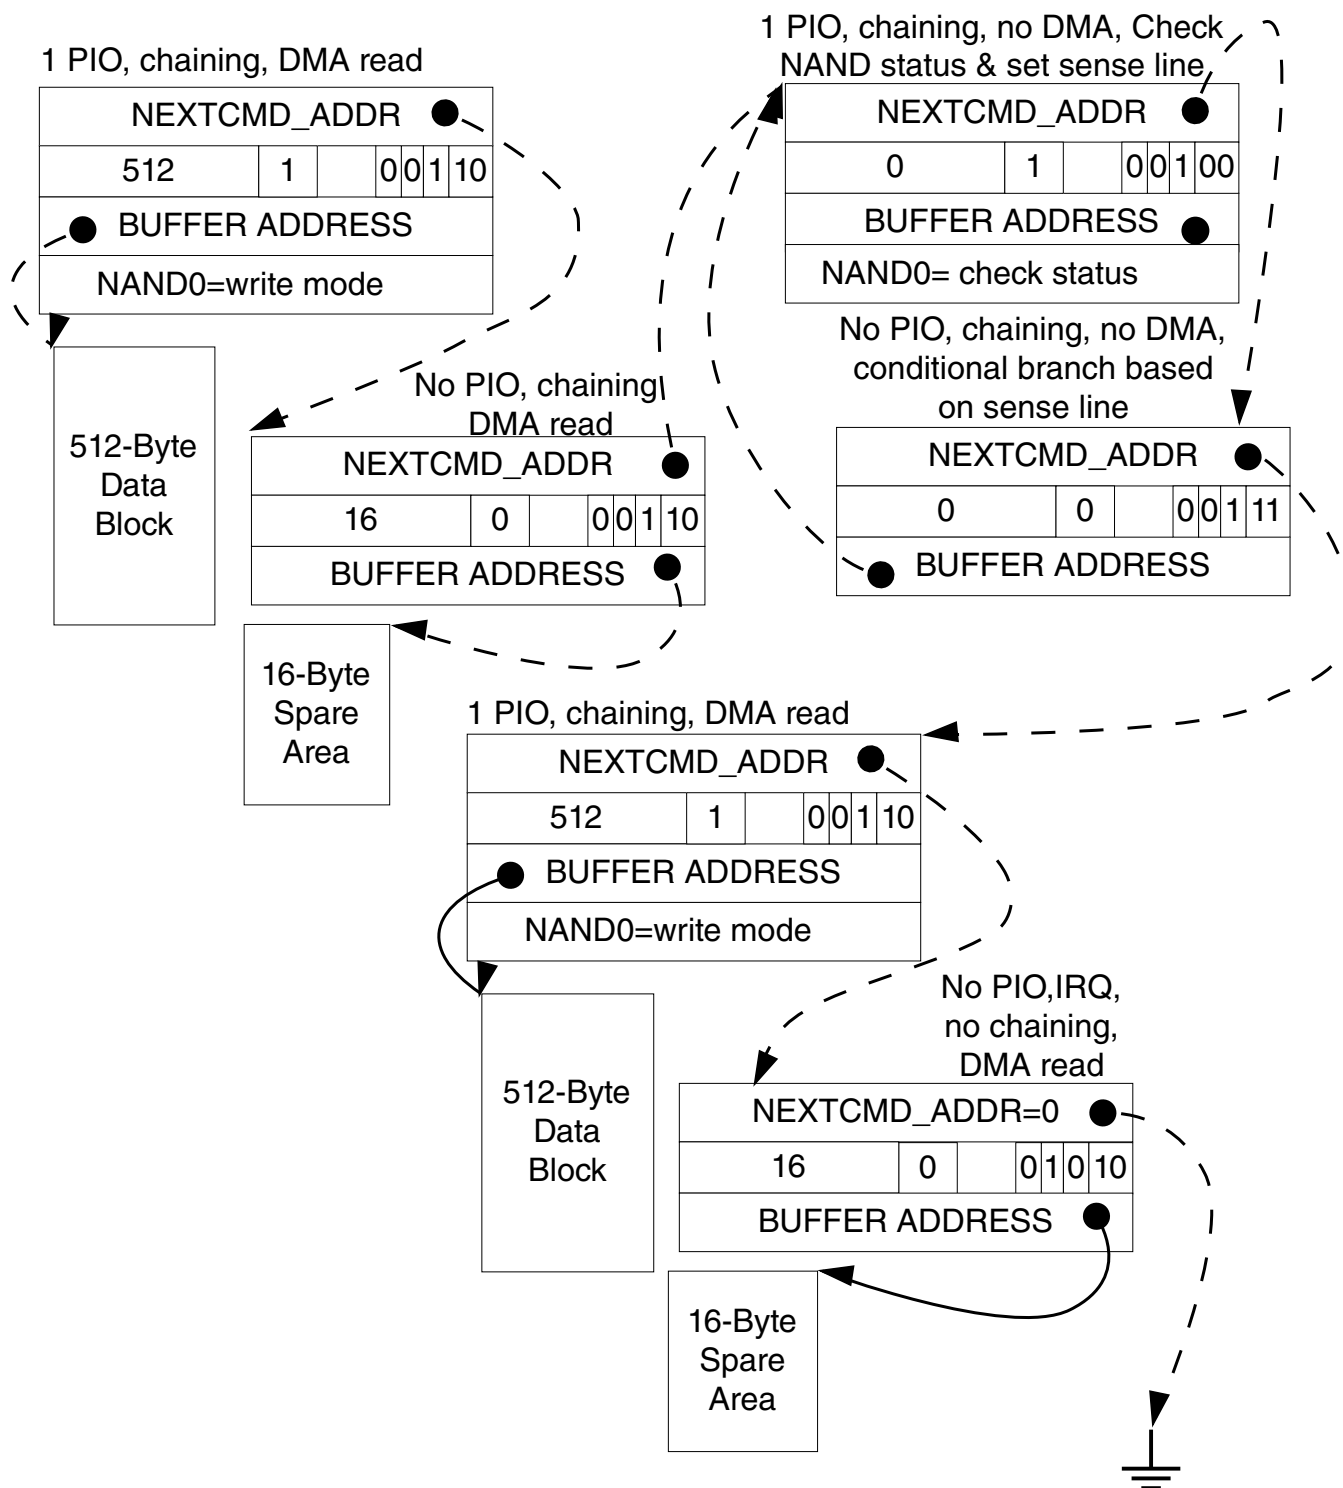 1 PIO, chaining, DMA read
NEXTCMD_ADDR
512 1 0 0 1 10
BUFFER ADDRESS
NAND0=write mode
512-Byte
Data
Block
No PIO, chaining
DMA read
NEXTCMD_ADDR
16 0 0 0 1 10
BUFFER ADDRESS
16-Byte
Spare
Area
1 PIO, chaining, no DMA, Check
NAND status & set sense line
NEXTCMD_ADDR
0 1 0 0 1 00
BUFFER ADDRESS
NAND0= check status
No PIO, chaining, no DMA,
conditional branch based
on sense line
NEXTCMD_ADDR
0 0 0 0 1 11
BUFFER ADDRESS
1 PIO, chaining, DMA read
NEXTCMD_ADDR
512 1 0 0 1 10
BUFFER ADDRESS
NAND0=write mode
512-Byte
Data
Block
No PIO,IRQ,
no chaining,
DMA read
NEXTCMD_ADDR=0
16 0 0 1 0 10
BUFFER ADDRESS
16-Byte
Spare
Area